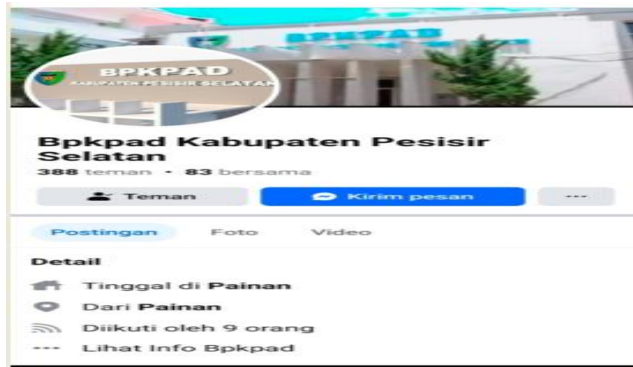 BPKPAD
BPKPAD
KABUPATEN PESISIR SELATAN
Bpkpad Kabupaten Pesisir
Selatan
388 teman • 83 bersama
Teman
Kirim pesan
Postingan
Foto
Video
Detail
Tinggal di Painan
Dari Painan
Diikuti oleh 9 orang
Lihat Info Bpkpad